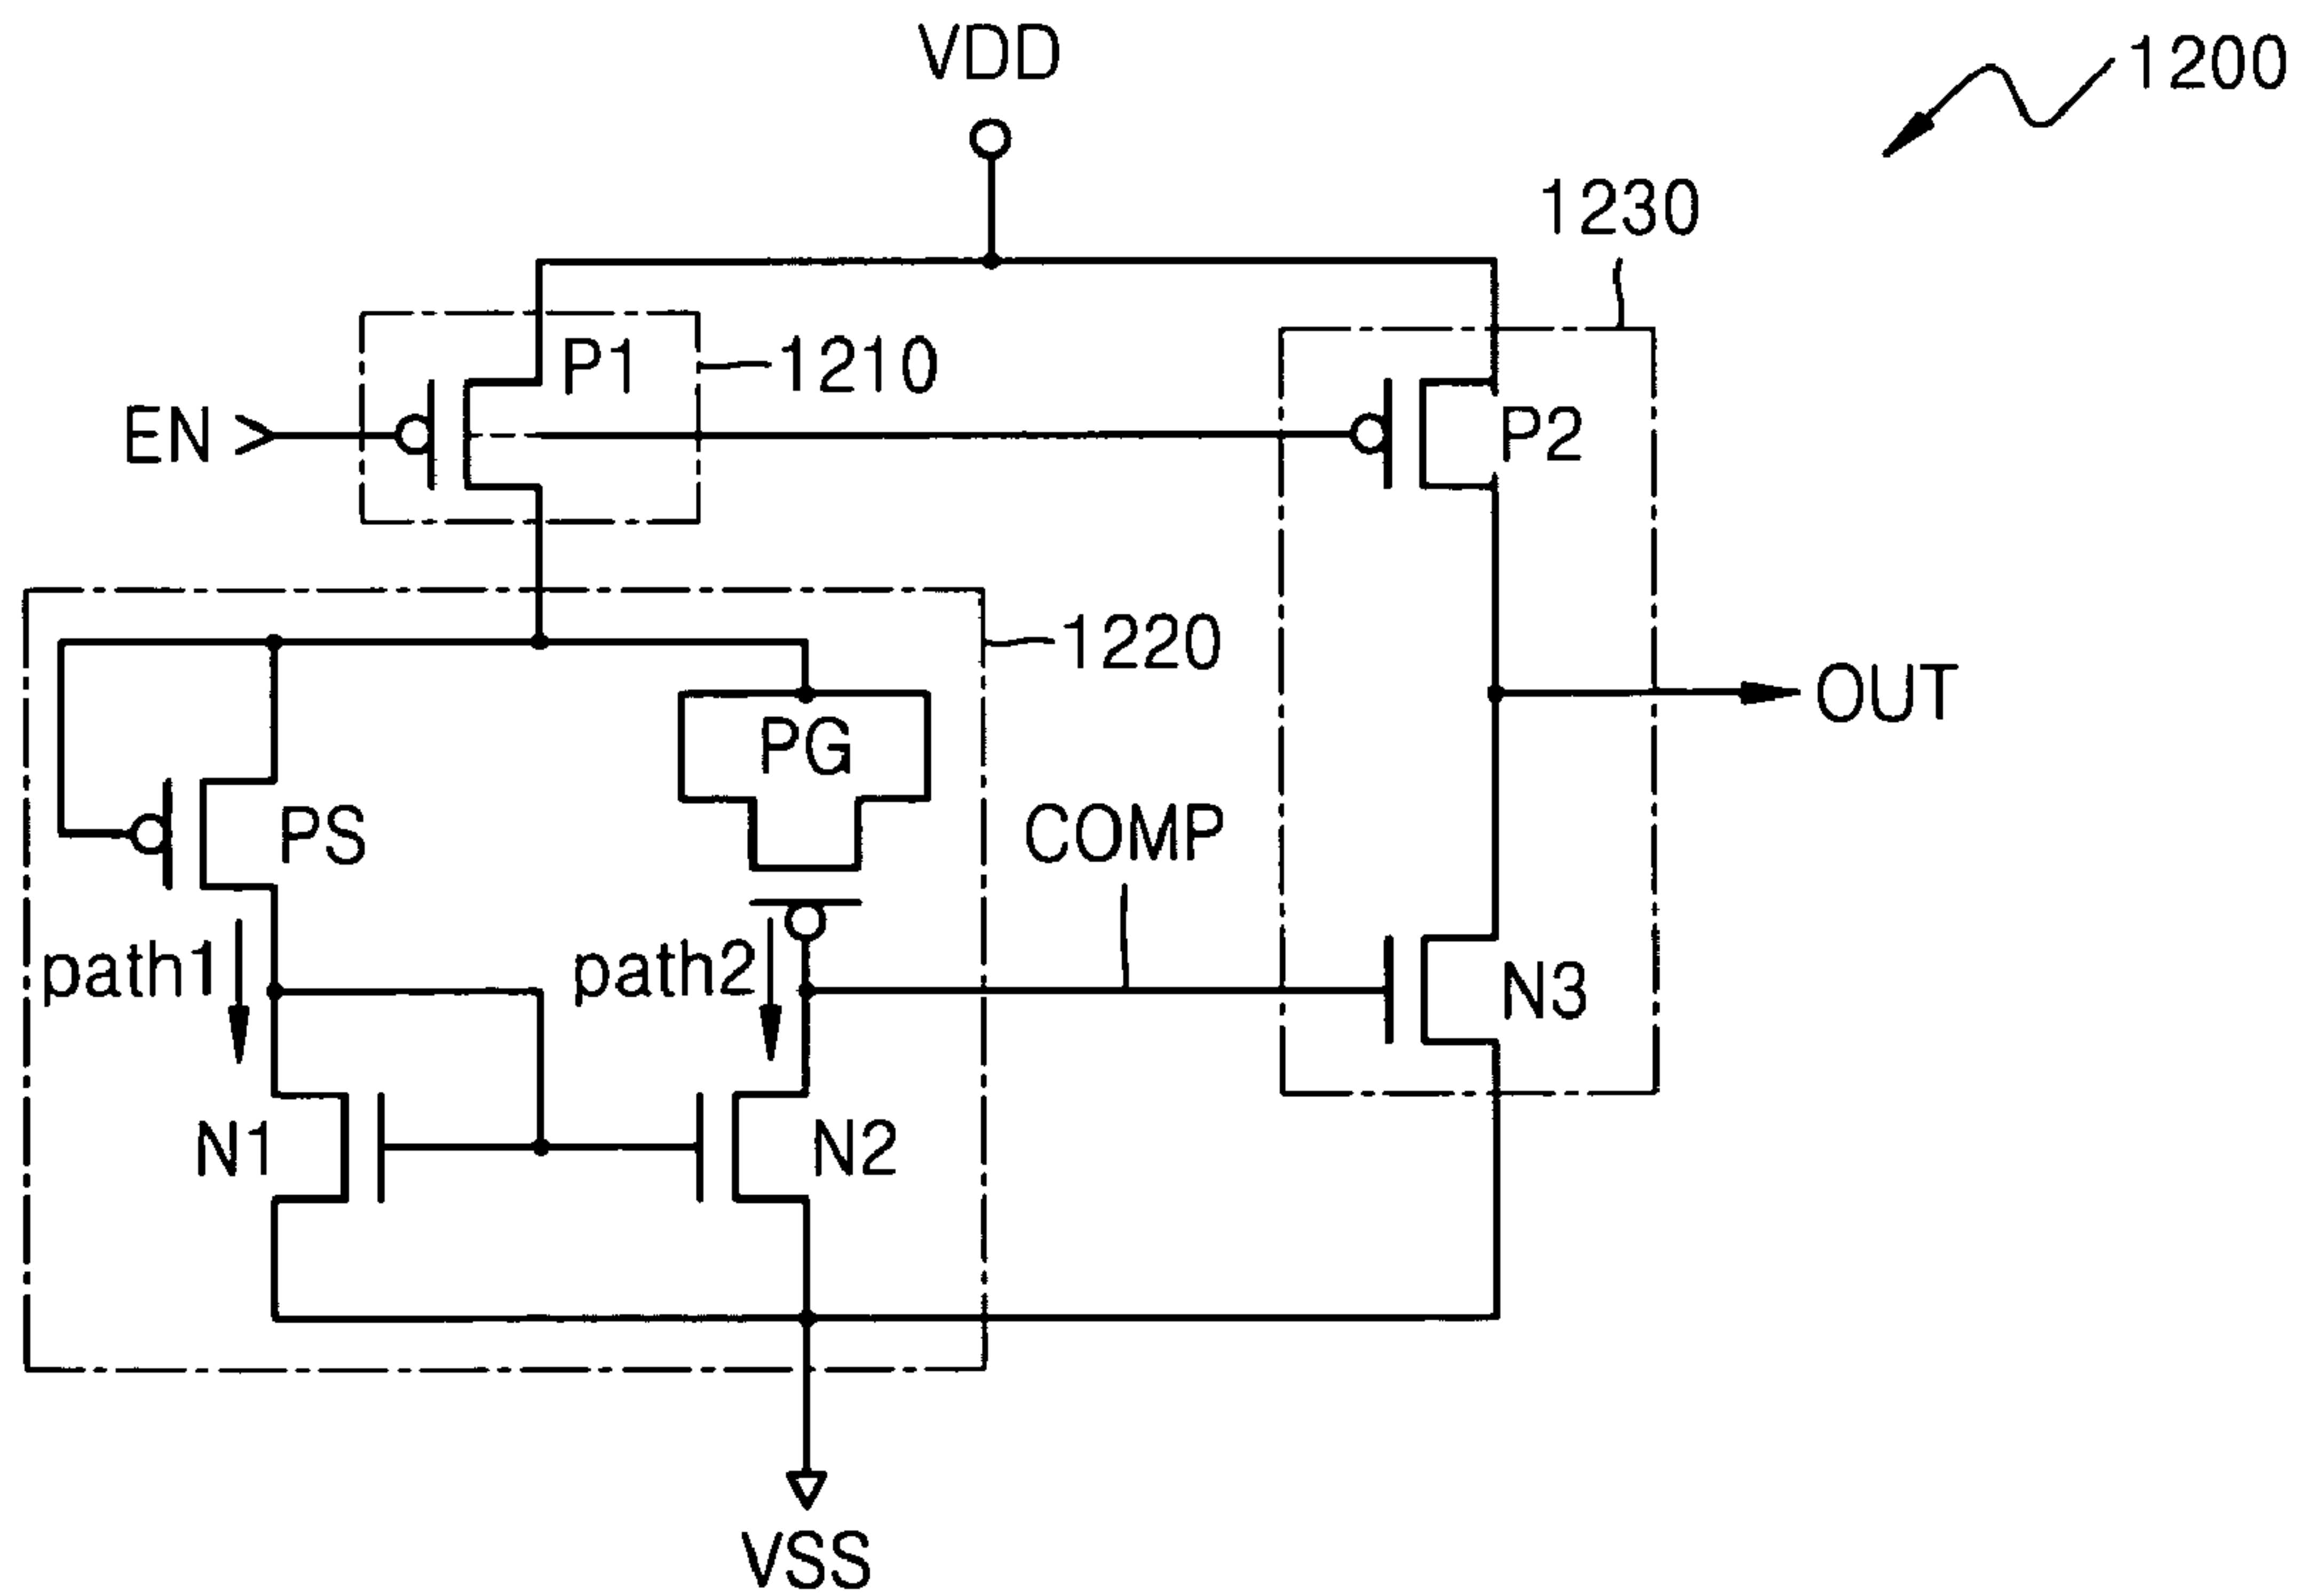 VDD
1200
1230
P1
1210
EN
P2
1220
OUT
PG
PS
COMP
path1
path2
N3
N1
N2
VSS